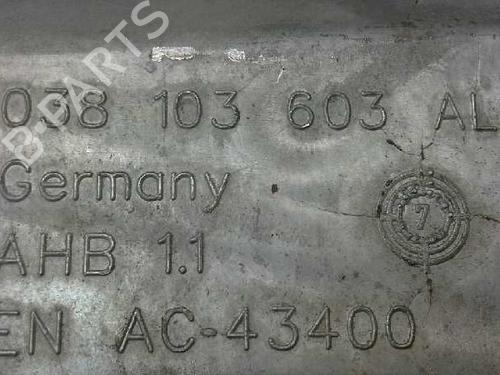 B-PARTS
038 103 603 AL
Germany
7
AHB 1.1
EN AC-43400